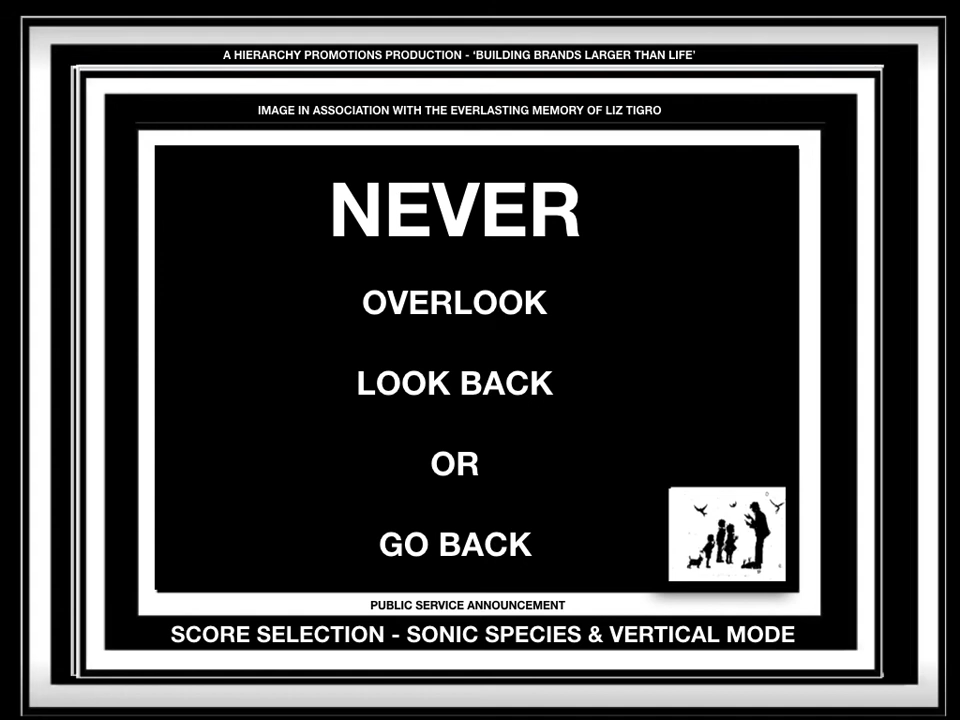 A HIERARCHY PROMOTIONS PRODUCTION - ‘BUILDING BRANDS LARGER THAN LIFE’
IMAGE IN ASSOCIATION WITH THE EVERLASTING MEMORY OF LIZ TIGRO
NEVER
OVERLOOK
LOOK BACK
OR
GO BACK
PUBLIC SERVICE ANNOUNCEMENT
SCORE SELECTION - SONIC SPECIES & VERTICAL MODE